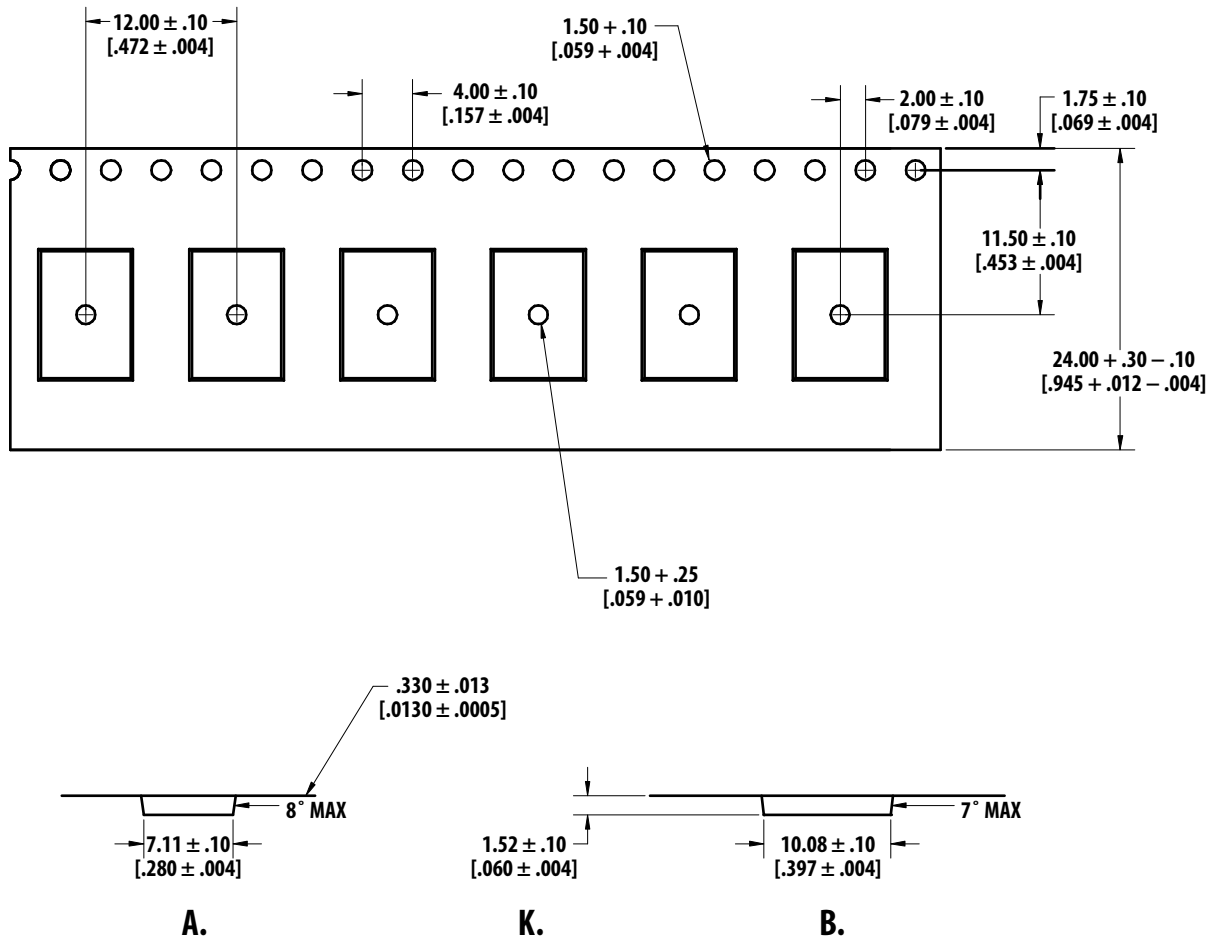 12.00 ± .10
[.472 ± .004]
1.50 + .10
[.059 + .004]
4.00 ± .10
[.157 ± .004]
2.00 ± .10
[.079 ± .004]
1.75 ± .10
[.069 ± .004]
11.50 ± .10
[.453 ± .004]
24.00 + .30 – .10
[.945 + .012 – .004]
1.50 + .25
[.059 + .010]
.330 ± .013
[.0130 ± .0005]
8° MAX
7.11 ± .10
[.280 ± .004]
1.52 ± .10
[.060 ± .004]
7° MAX
10.08 ± .10
[.397 ± .004]
A.
K.
B.